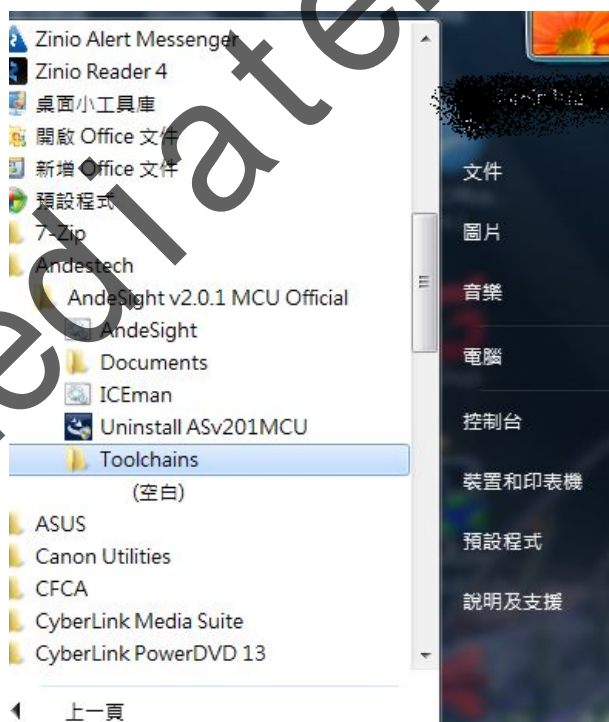 Zinio Alert Messenger
Zinio Reader 4
桌面小工具庫
開啟 Office 文件
新增 Office 文件
預設程式
7-Zip
Andestech
AndeSight v2.0.1 MCU Official
AndeSight
Documents
ICEman
Uninstall ASv201MCU
Toolchains
(空白)
ASUS
Canon Utilities
CFCA
CyberLink Media Suite
CyberLink PowerDVD 13
上一頁
文件
圖片
音樂
電腦
控制台
裝置和印表機
預設程式
說明及支援
ediate